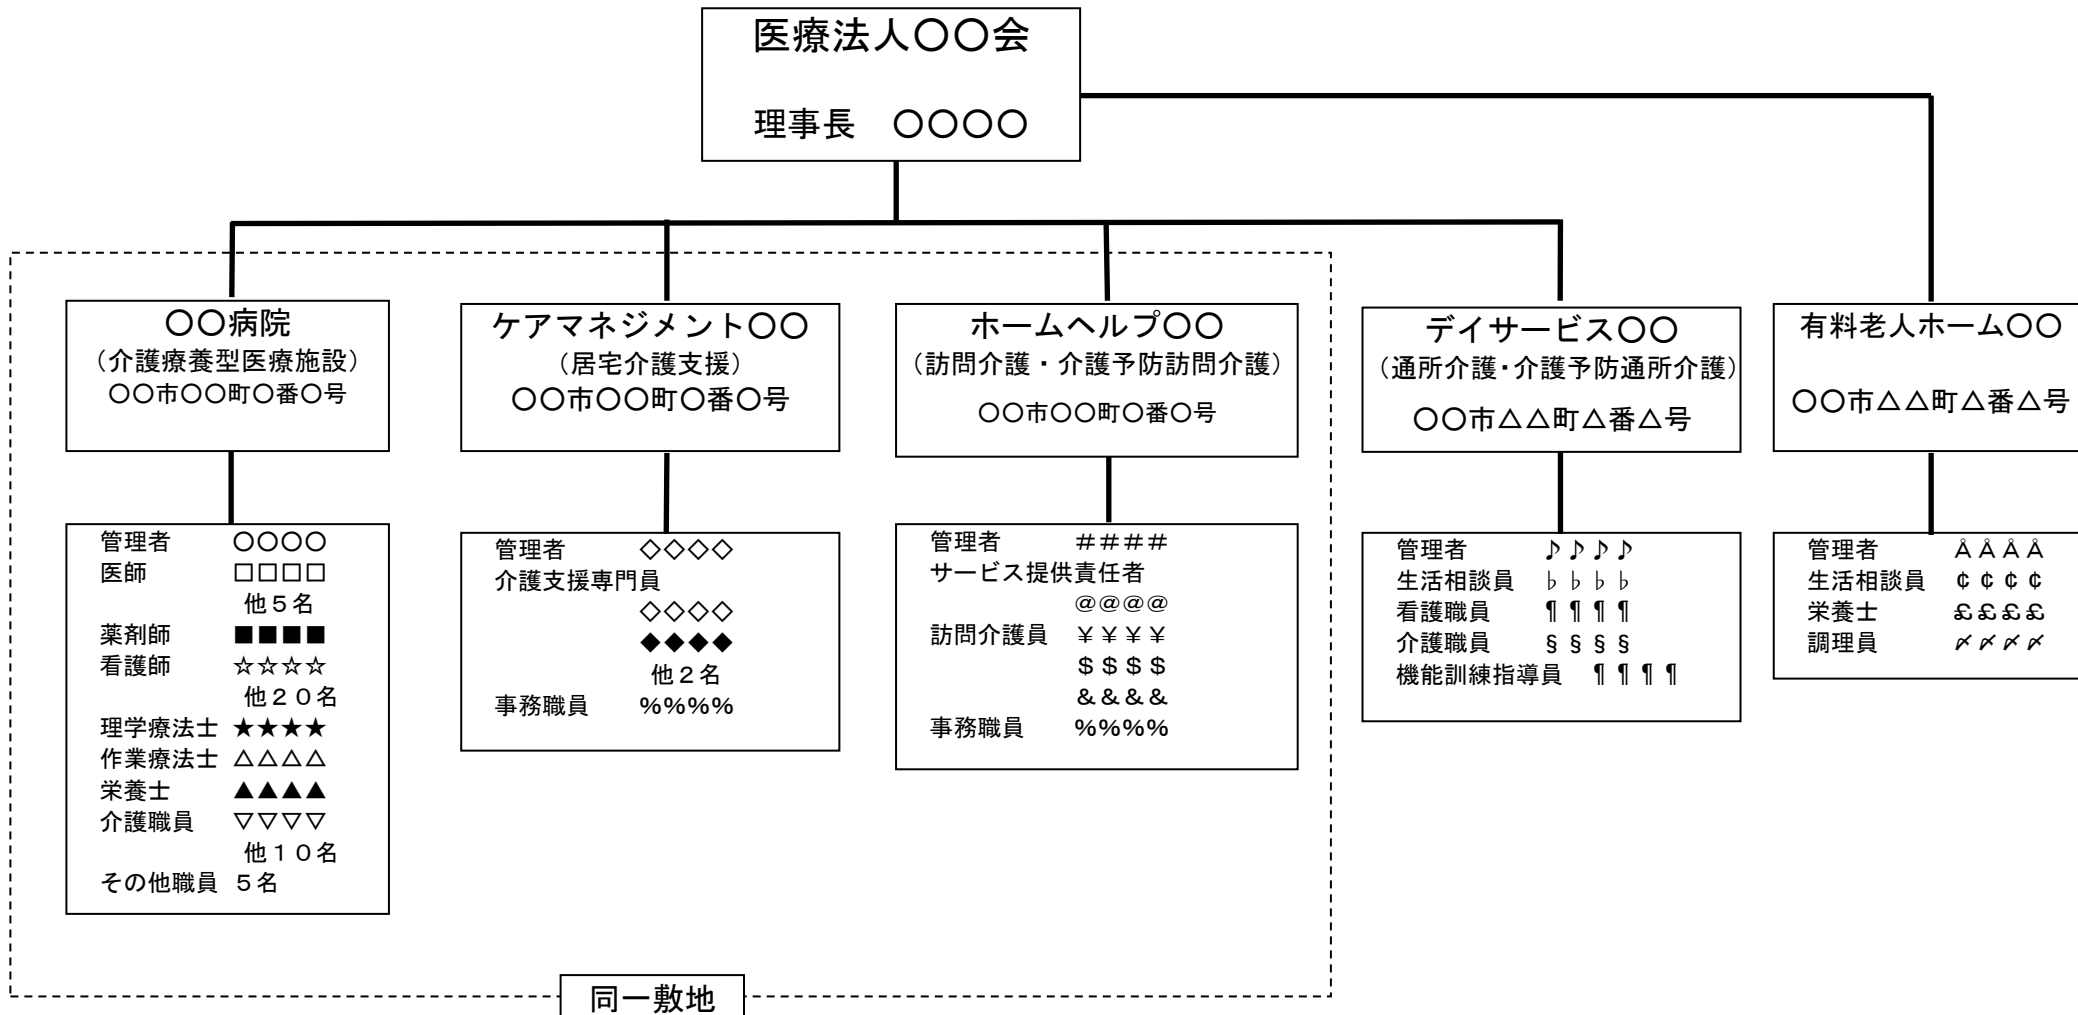 医療法人〇〇会
理事長　〇〇〇〇
〇〇病院
（介護療養型医療施設）
〇〇市〇〇町〇番〇号
ケアマネジメント〇〇
（居宅介護支援）
〇〇市〇〇町〇番〇号
ホームヘルプ〇〇
（訪問介護・介護予防訪問介護）
〇〇市〇〇町〇番〇号
デイサービス〇〇
（通所介護・介護予防通所介護）
〇〇市△△町△番△号
有料老人ホーム〇〇
〇〇市△△町△番△号
管理者　〇〇〇〇
医師　□□□□
他５名
薬剤師　■■■■
看護師　☆☆☆☆
他２０名
理学療法士　★★★★
作業療法士　△△△△
栄養士　▲▲▲▲
介護職員　▽▽▽▽
他１０名
その他職員　５名
管理者　◇◇◇◇
介護支援専門員
◇◇◇◇
◆◆◆◆
他２名
事務職員　%%%%
管理者　＃＃＃＃
サービス提供責任者
＠＠＠＠
訪問介護員　￥￥￥￥
＄＄＄＄
＆＆＆＆
事務職員　%%%%
管理者　♪♪♪♪
生活相談員　♭♭♭♭
看護職員　¶¶¶¶
介護職員　§§§§
機能訓練指導員　¶¶¶¶
管理者　ÅÅÅÅ
生活相談員　￠￠￠￠
栄養士　￡￡￡￡
調理員　〆〆〆〆
同一敷地